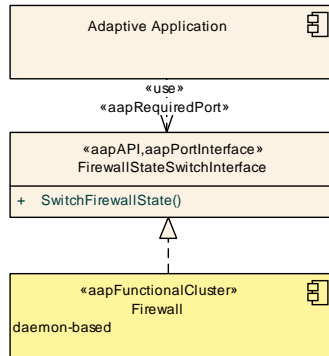 Adaptive Application
«use»
«aapRequiredPort»
«aapAPI,aapPortInterface»
FirewallStateSwitchInterface
+ SwitchFirewallState()
«aapFunctionalCluster»
Firewall
daemon-based